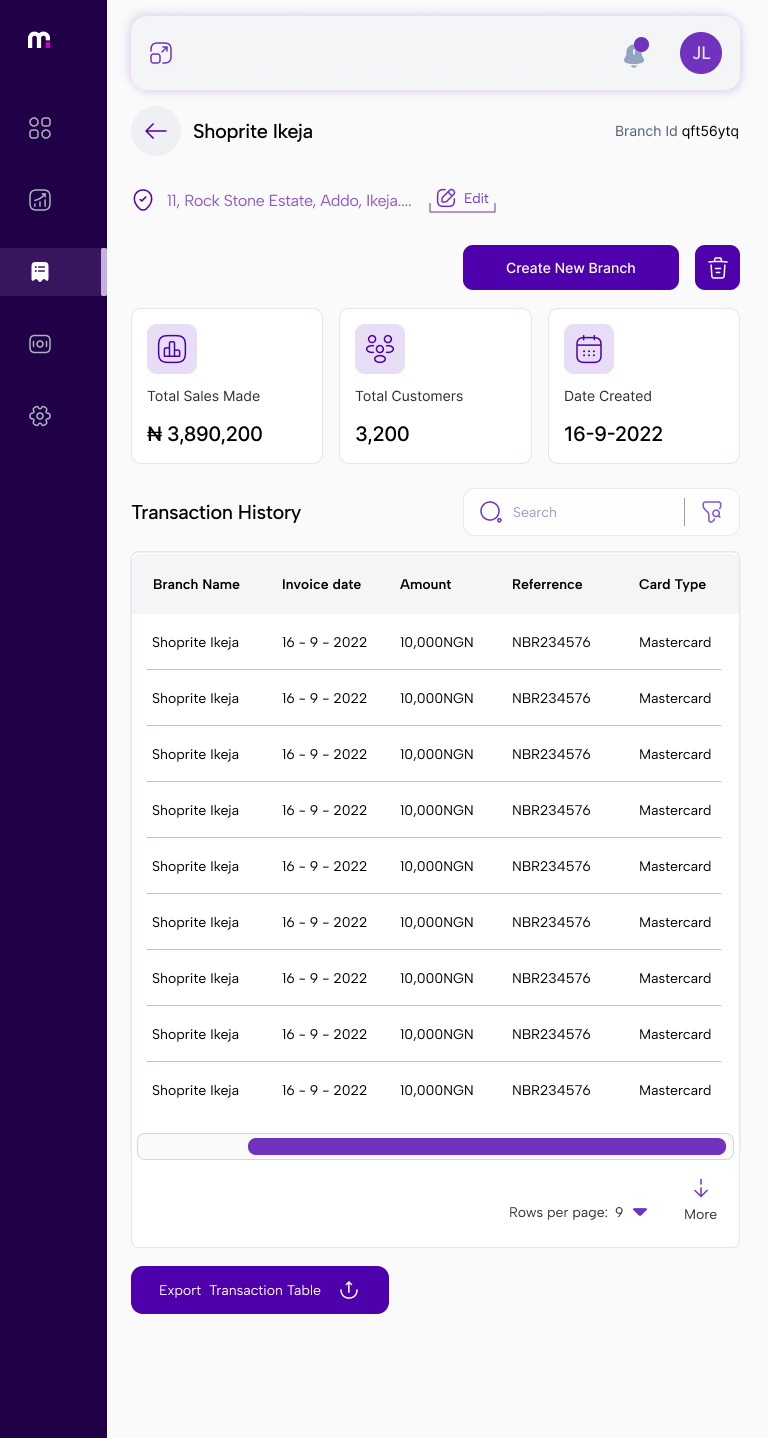 m
JL
Shoprite Ikeja
Branch Id qft56ytq
11, Rock Stone Estate, Addo, Ikeja....
Edit
Create New Branch
Total Sales Made
₦ 3,890,200
Total Customers
3,200
Date Created
16-9-2022
Transaction History
Search
Branch Name Invoice date Amount Referrence Card Type
Shoprite Ikeja 16 - 9 - 2022 10,000NGN NBR234576 Mastercard
Shoprite Ikeja 16 - 9 - 2022 10,000NGN NBR234576 Mastercard
Shoprite Ikeja 16 - 9 - 2022 10,000NGN NBR234576 Mastercard
Shoprite Ikeja 16 - 9 - 2022 10,000NGN NBR234576 Mastercard
Shoprite Ikeja 16 - 9 - 2022 10,000NGN NBR234576 Mastercard
Shoprite Ikeja 16 - 9 - 2022 10,000NGN NBR234576 Mastercard
Shoprite Ikeja 16 - 9 - 2022 10,000NGN NBR234576 Mastercard
Shoprite Ikeja 16 - 9 - 2022 10,000NGN NBR234576 Mastercard
Shoprite Ikeja 16 - 9 - 2022 10,000NGN NBR234576 Mastercard
Rows per page: 9
More
Export Transaction Table